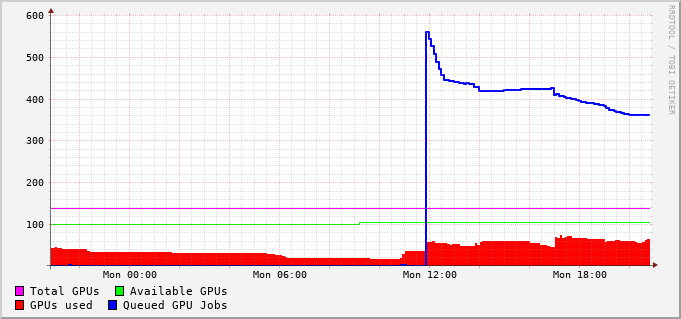 600
500
400
300
200
100
Mon 00:00 Mon 06:00 Mon 12:00 Mon 18:00
Total GPUs Available GPUs
GPUs used Queued GPU Jobs
RRDTOOL / TOBI OETIKER